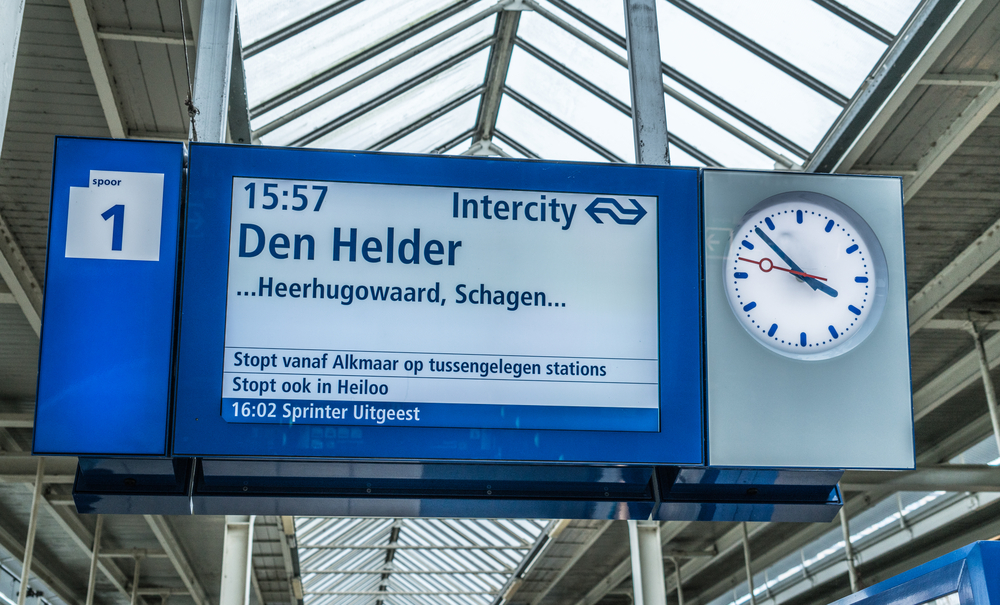 spoor
1
15:57 Intercity
Den Helder
...Heerhugowaard, Schagen...
Stopt vanaf Alkmaar op tussengelegen stations
Stopt ook in Heiloo
16:02 Sprinter Uitgeest